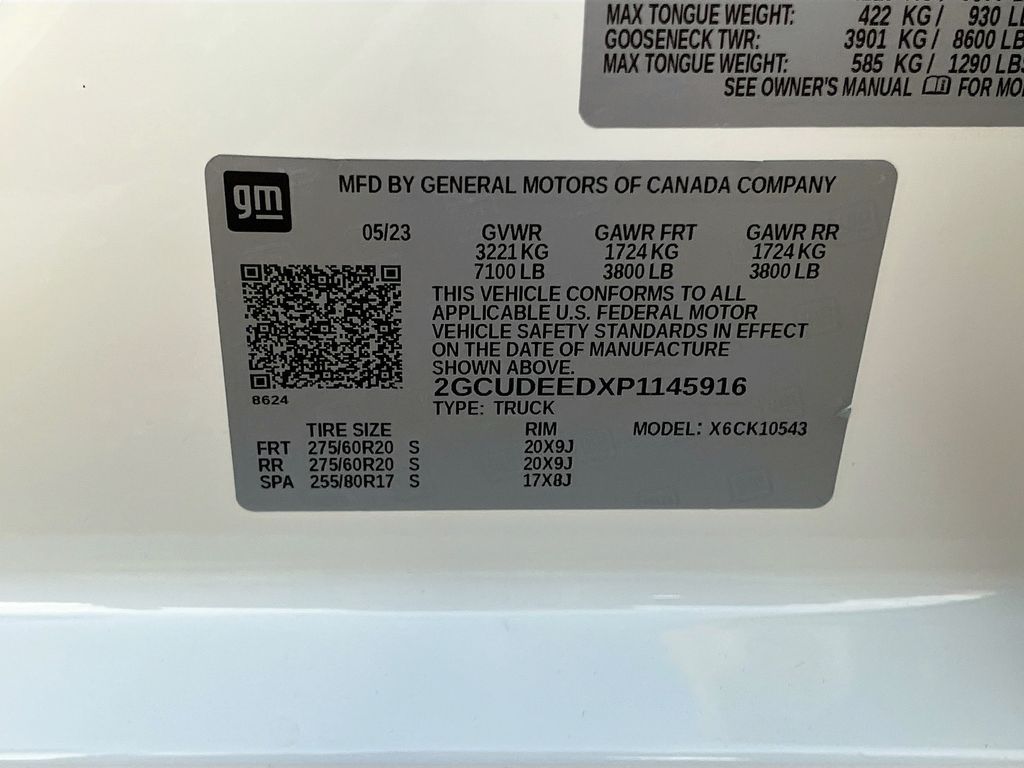 MAX TONGUE WEIGHT: 422 KG / 930
GOOSENECK TWR: 3901 KG / 8600 LB
MAX TONGUE WEIGHT: 585 KG / 1290 LBS
SEE OWNER'S MANUAL FOR
gm
MFD BY GENERAL MOTORS OF CANADA COMPANY
05/23 GVWR GAWR FRT GAWR RR
3221 KG 1724 KG 1724 KG
7100 LB 3800 LB 3800 LB
THIS VEHICLE CONFORMS TO ALL
APPLICABLE U.S. FEDERAL MOTOR
VEHICLE SAFETY STANDARDS IN EFFECT
ON THE DATE OF MANUFACTURE
SHOWN ABOVE.
2GCUDEEDXP1145916
8624
TYPE: TRUCK
TIRE SIZE RIM MODEL: X6CK10543
FRT 275/60R20 S 20X9J
RR 275/60R20 S 20X9J
SPA 255/80R17 S 17X8J